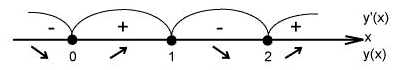 - + - + y'(x)
x
0 1 2 y(x)